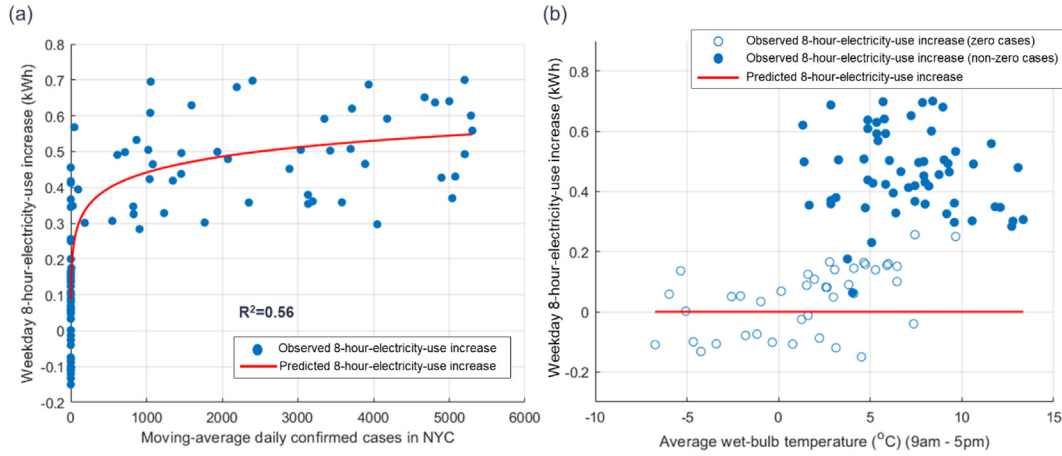 (a)
Weekday 8-hour-electricity-use increase (kWh)
0.8
0.7
0.6
0.5
0.4
0.3
0.2
0.1
0
-0.1
-0.2
R²=0.56
Observed 8-hour-electricity-use increase
Predicted 8-hour-electricity-use increase
0 1000 2000 3000 4000 5000 6000
Moving-average daily confirmed cases in NYC
(b)
Observed 8-hour-electricity-use increase (zero cases)
Observed 8-hour-electricity-use increase (non-zero cases)
Predicted 8-hour-electricity-use increase
Weekday 8-hour-electricity-use increase (kWh)
0.8
0.6
0.4
0.2
0
-0.2
-10 -5 0 5 10 15
Average wet-bulb temperature (°C) (9am - 5pm)